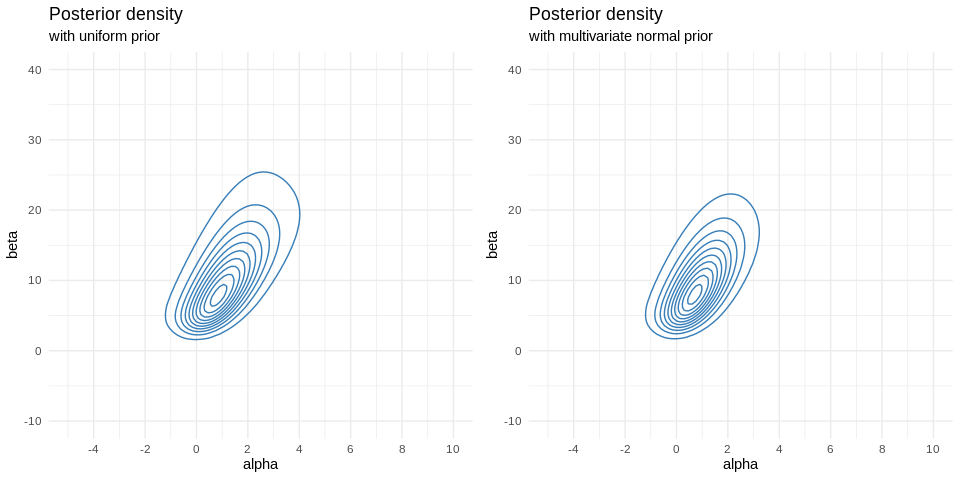 Posterior density
with uniform prior
40
30
20
10
0
-10
beta
-4 -2 0 2 4 6 8 10
alpha
Posterior density
with multivariate normal prior
40
30
20
10
0
-10
beta
-4 -2 0 2 4 6 8 10
alpha